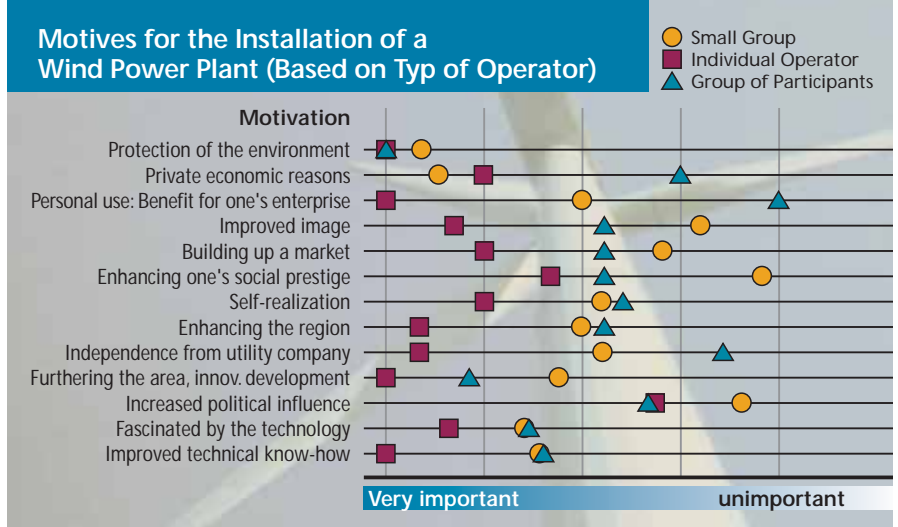 Motives for the Installation of a
Wind Power Plant (Based on Typ of Operator)
Small Group
Individual Operator
Group of Participants
Motivation
Protection of the environment
Private economic reasons
Personal use: Benefit for one's enterprise
Improved image
Building up a market
Enhancing one's social prestige
Self-realization
Enhancing the region
Independence from utility company
Furthering the area, innov. development
Increased political influence
Fascinated by the technology
Improved technical know-how
Very important unimportant